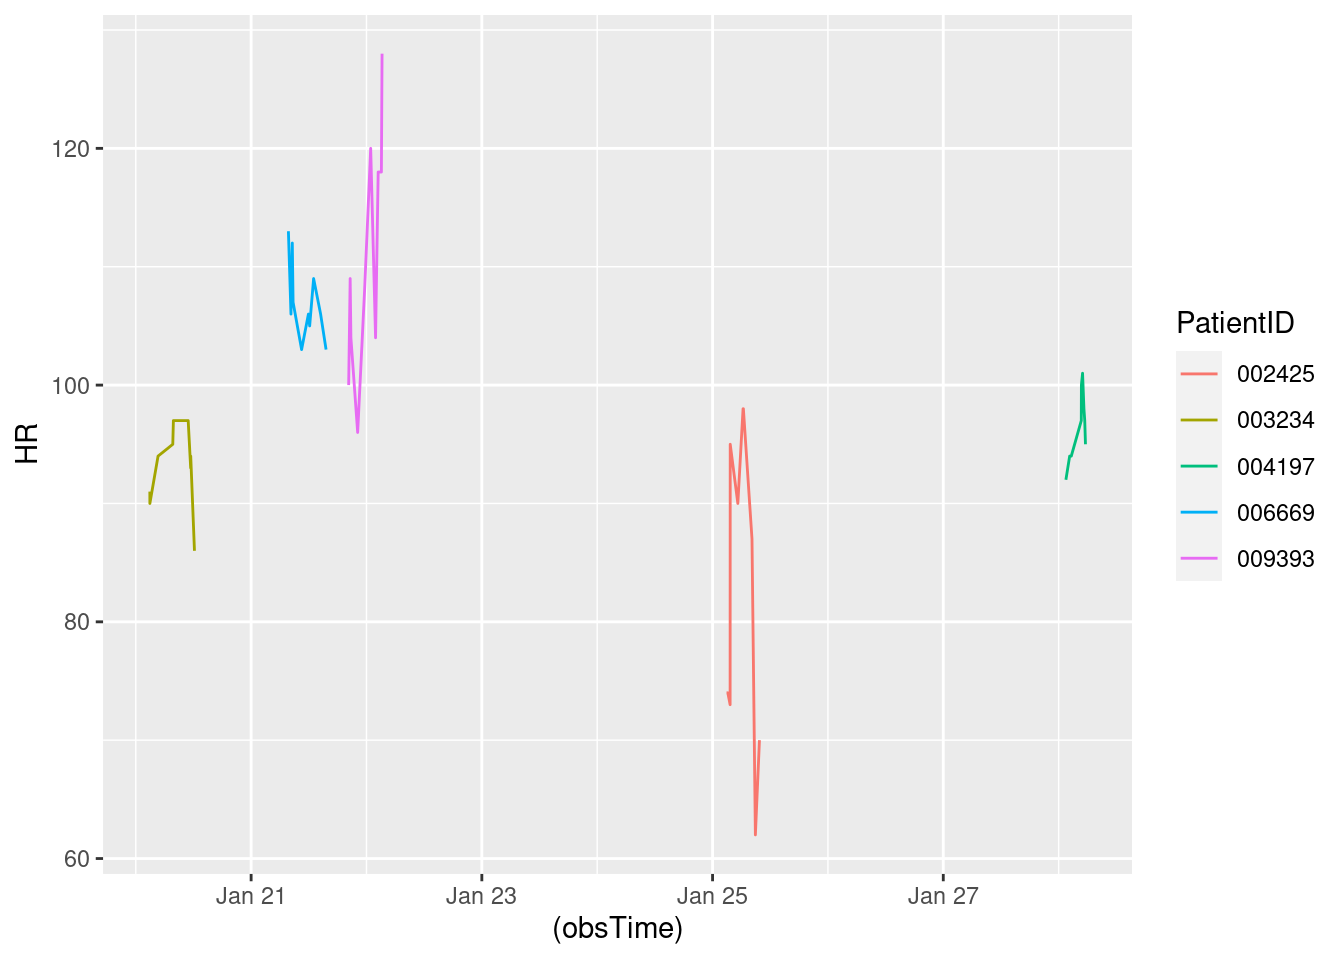 HR
120
100
80
60
Jan 21
Jan 23
Jan 25
Jan 27
(obsTime)
PatientID
002425
003234
004197
006669
009393